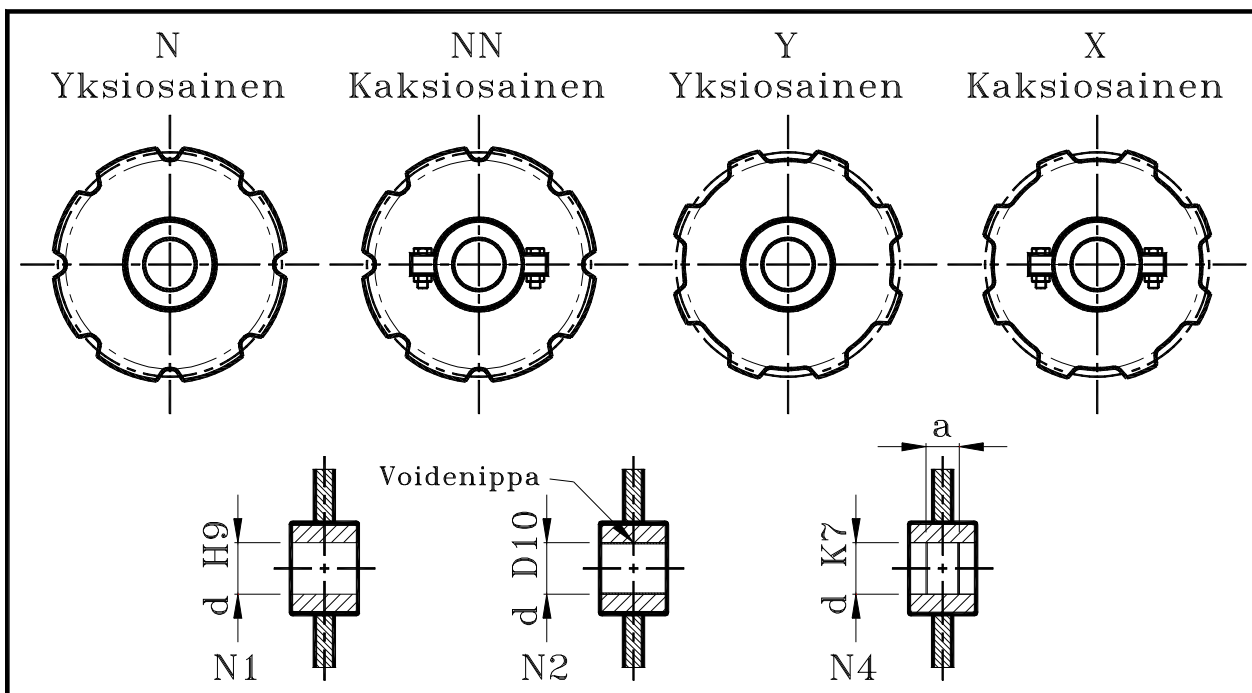 N NN Y X
Yksiosainen Kaksiosainen Yksiosainen Kaksiosainen
a
Voidenippa
d H9 d D10 d K7
N1 N2 N4